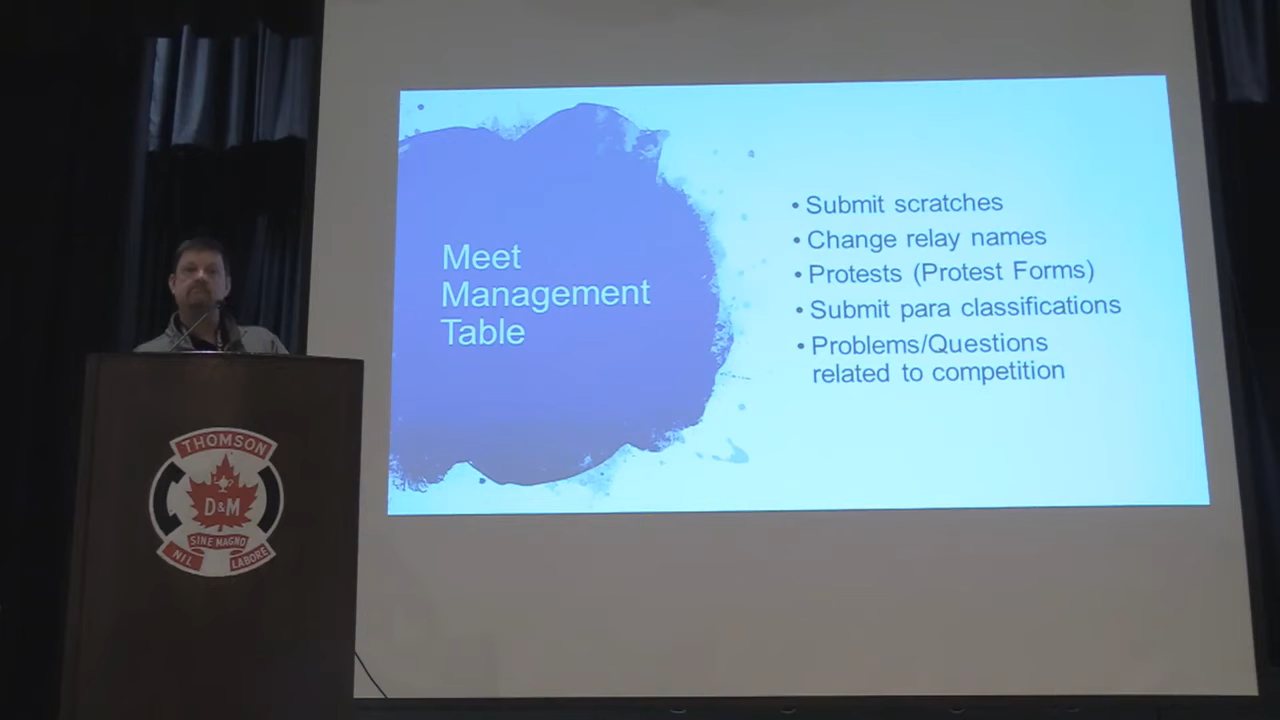 Meet
Management
Table
• Submit scratches
• Change relay names
• Protests (Protest Forms)
• Submit para classifications
• Problems/Questions
related to competition
THOMSON
D&M
SINE MAGNO
NIL LABORE